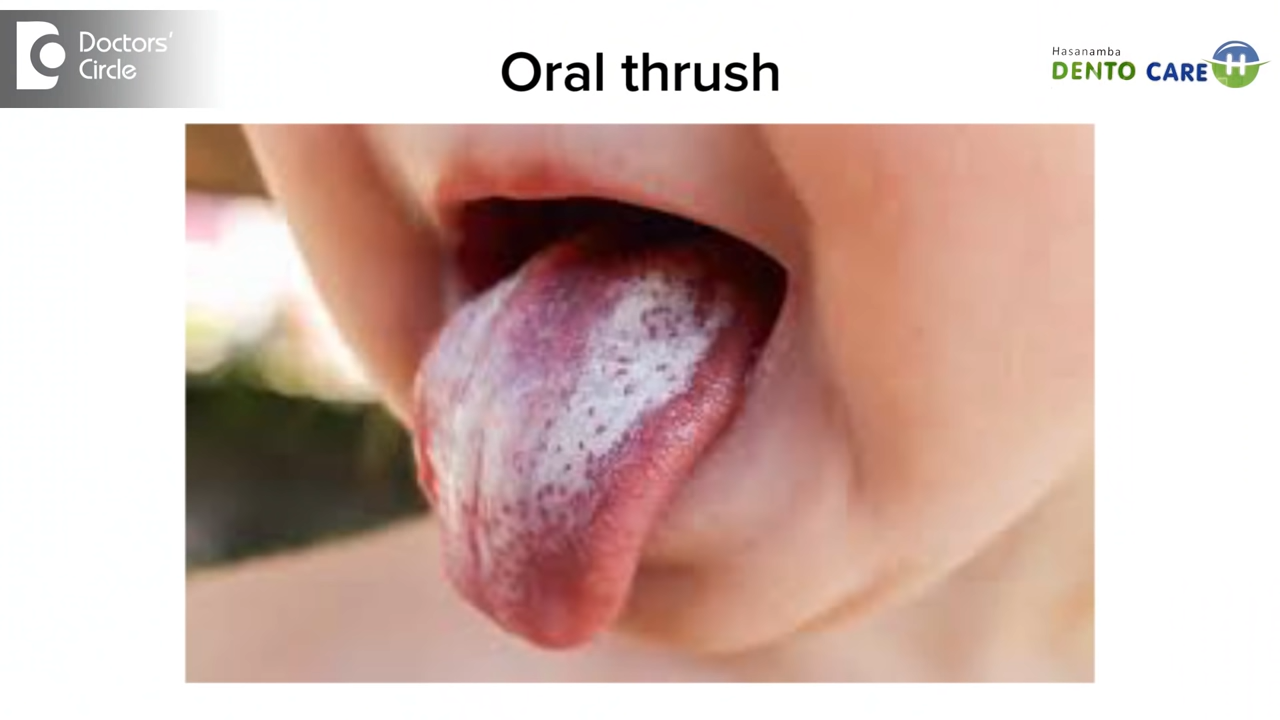 Doctors'
Circle
Oral thrush
Hasanamba
DENTO CARE H